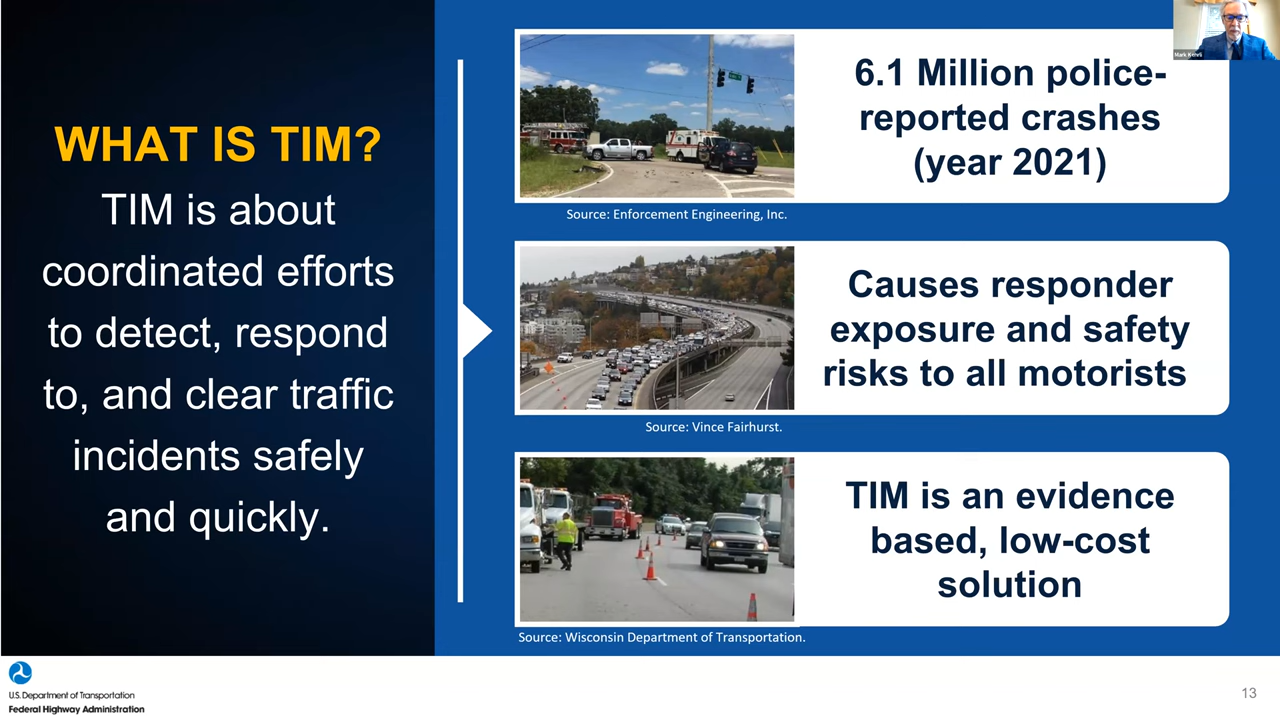 WHAT IS TIM?
TIM is about
coordinated efforts
to detect, respond
to, and clear traffic
incidents safely
and quickly.
6.1 Million police-
reported crashes
(year 2021)
Source: Enforcement Engineering, Inc.
Causes responder
exposure and safety
risks to all motorists
Source: Vince Fairhurst.
TIM is an evidence
based, low-cost
solution
Source: Wisconsin Department of Transportation.
U.S. Department of Transportation
Federal Highway Administration
13